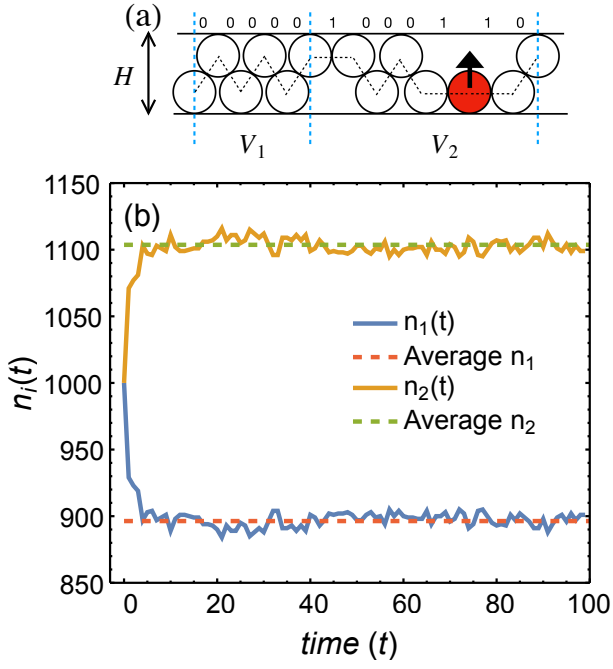 (a)
0 0 0 0 0 1 0 0 0 1 1 0
H
V1 V2
(b)
1150
1100
1050
1000
950
900
850
ni(t)
n1(t)
Average n1
n2(t)
Average n2
0 20 40 60 80 100
time (t)